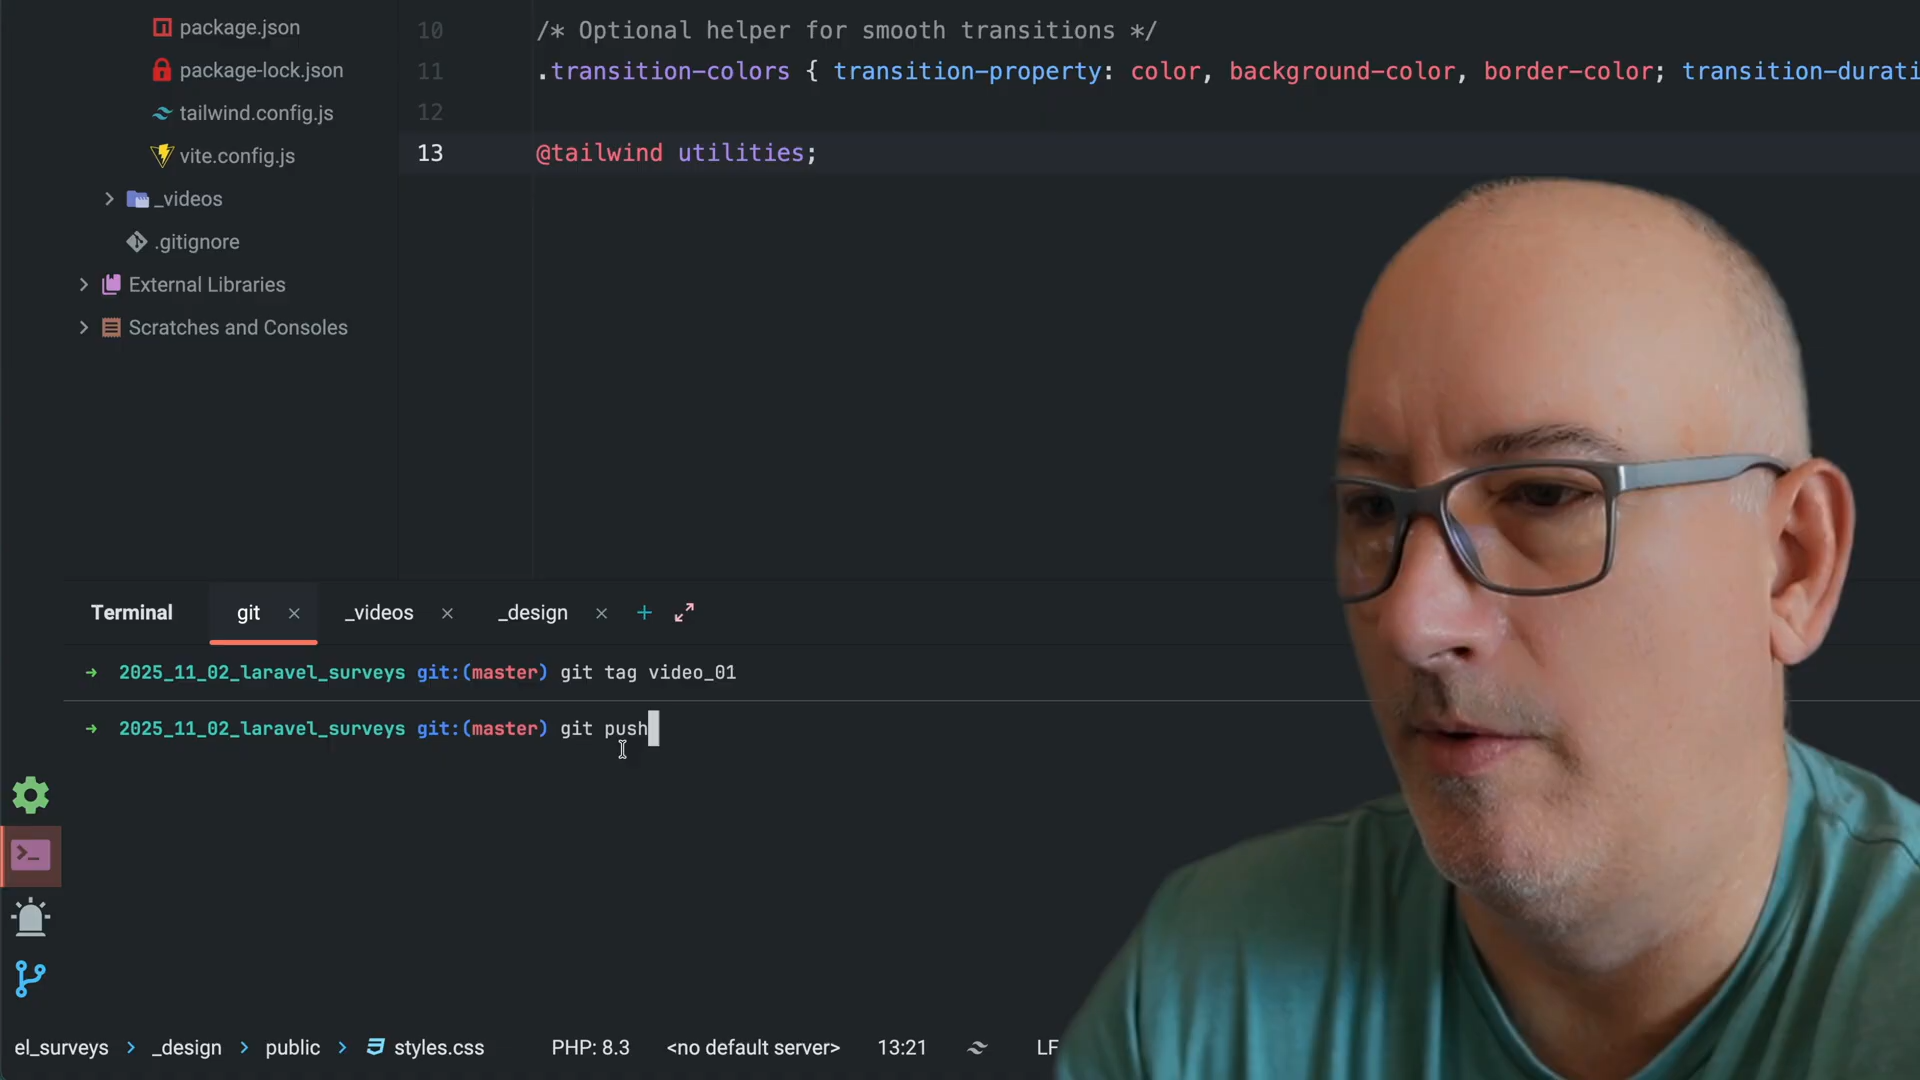 package.json
package-lock.json
tailwind.config.js
vite.config.js
_videos
.gitignore
External Libraries
Scratches and Consoles
10 /* Optional helper for smooth transitions */
11 .transition-colors { transition-property: color, background-color, border-color; transition-durati
12
13 @tailwind utilities;
Terminal git × _videos × _design × +
→ 2025_11_02_laravel_surveys git:(master) git tag video_01
→ 2025_11_02_laravel_surveys git:(master) git push
el_surveys > _design > public > styles.css PHP: 8.3 <no default server> 13:21 LF